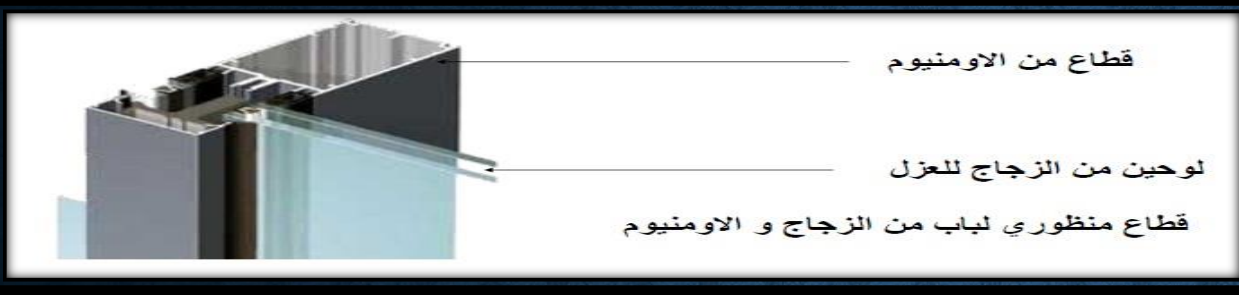 قطاع من الاومنيوم
لوحين من الزجاج للعزل
قطاع منظوري لباب من الزجاج و الاومنيوم